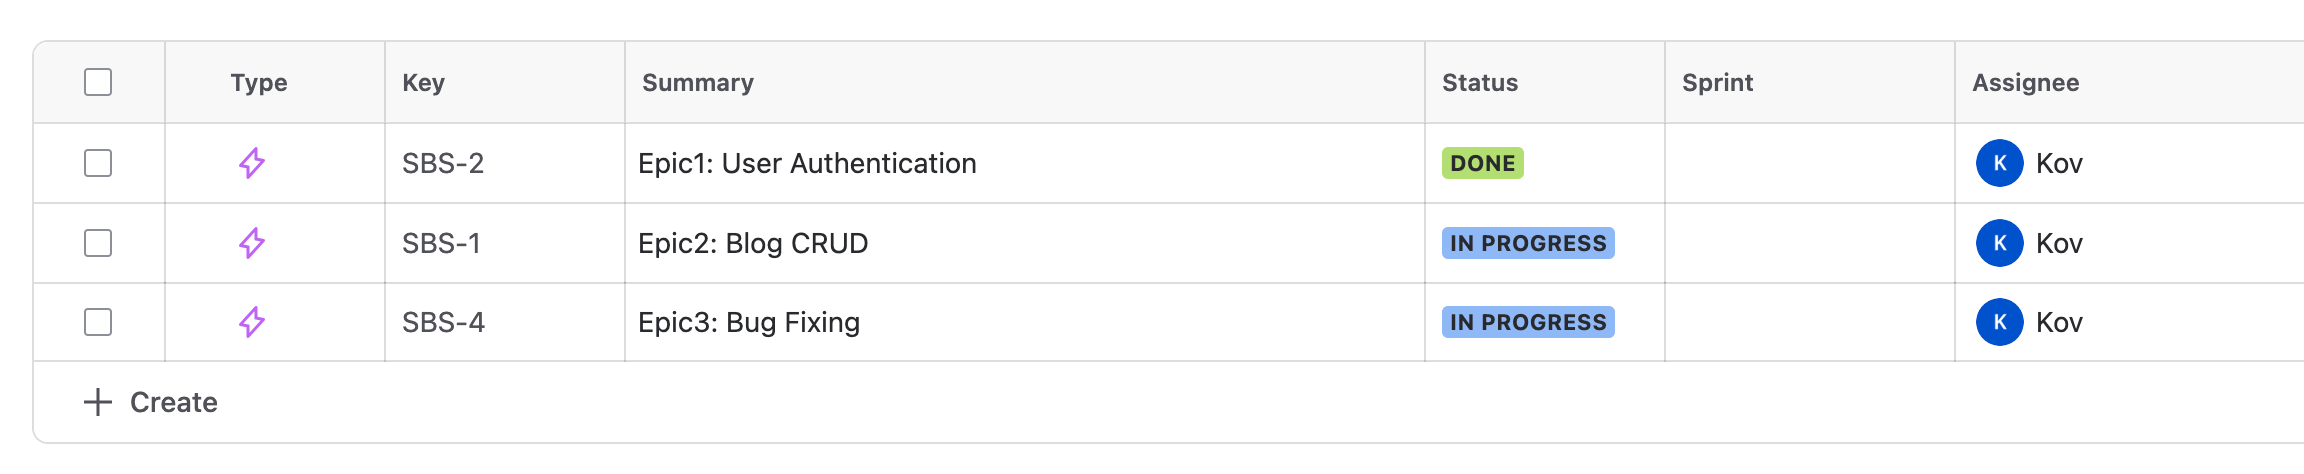 Type Key Summary Status Sprint Assignee
SBS-2 Epic1: User Authentication DONE K Kov
SBS-1 Epic2: Blog CRUD IN PROGRESS K Kov
SBS-4 Epic3: Bug Fixing IN PROGRESS K Kov
Create